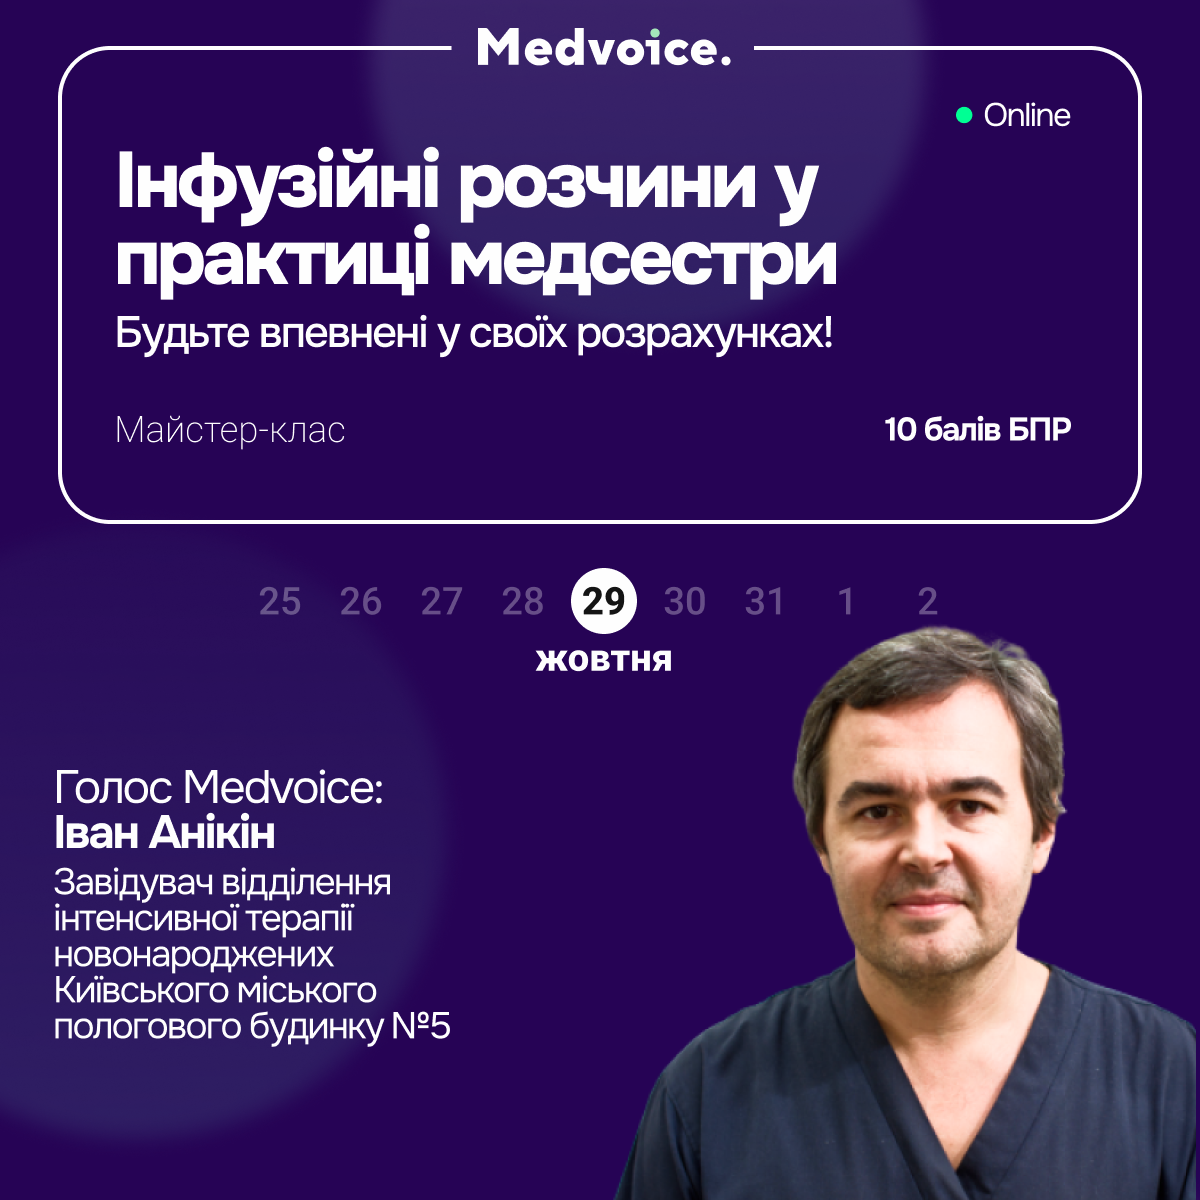 Medvoice.
Online
Інфузійні розчини у
практиці медсестри
Будьте впевнені у своїх розрахунках!
Майстер-клас
10 балів БПР
25 26 27 28 29 30 31 1 2
жовтня
Голос Medvoice:
Іван Анікін
Завідувач відділення
інтенсивної терапії
новонароджених
Київського міського
пологового будинку №5